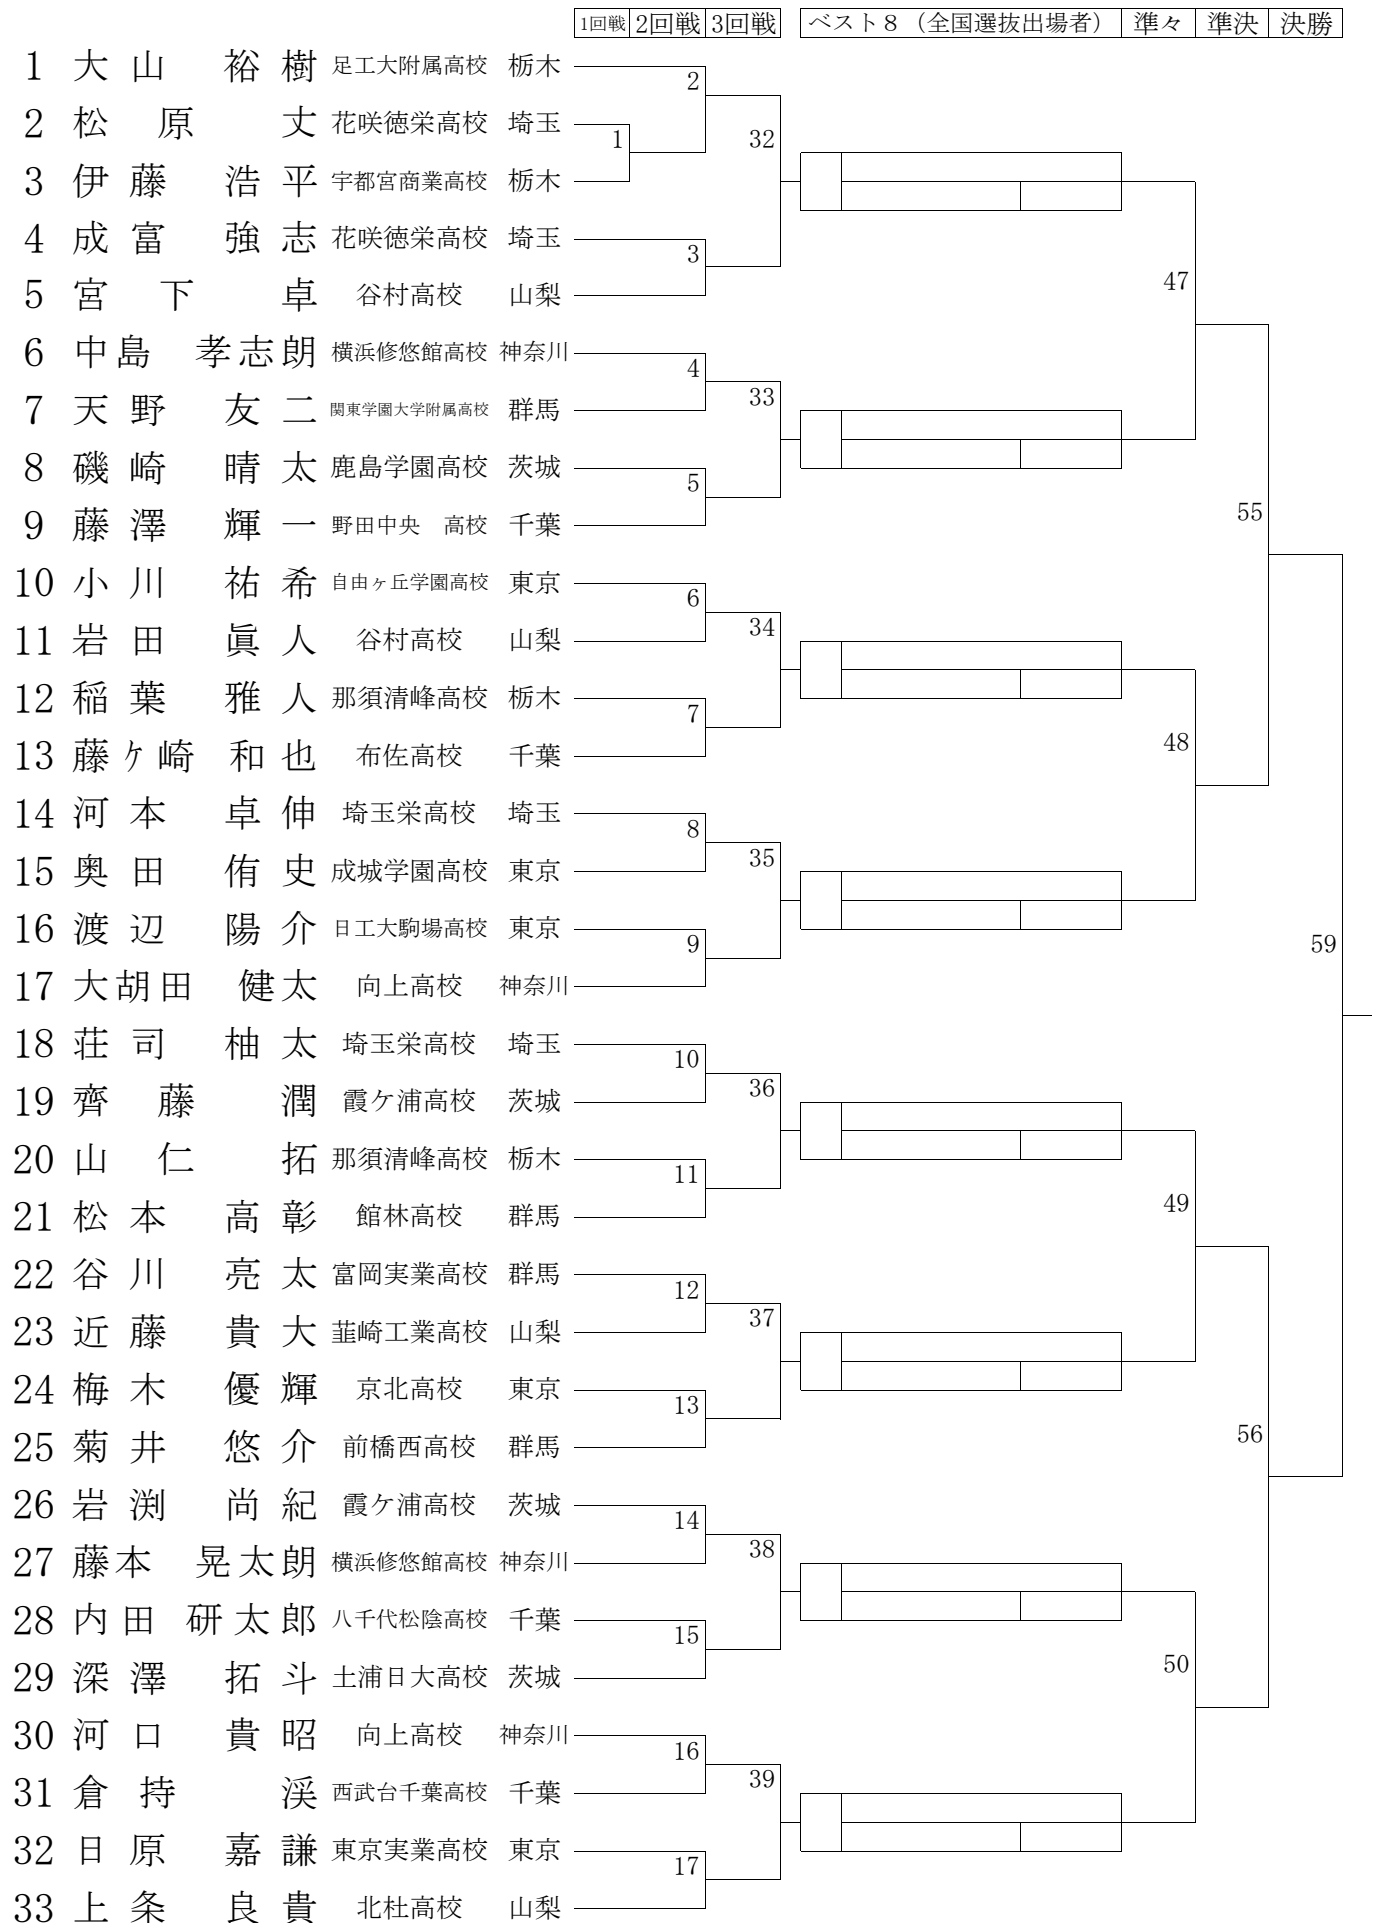 1回戦 2回戦 3回戦 ベスト8（全国選抜出場者） 準々 準決 決勝
1 大山 裕樹 足工大附属高校 栃木
2
2 松原 丈 花咲徳栄高校 埼玉
1 32
3 伊藤 浩平 宇都宮商業高校 栃木
4 成富 強志 花咲徳栄高校 埼玉
3
47
5 宮下 卓 谷村高校 山梨
6 中島 孝志朗 横浜修悠館高校 神奈川
4
33
7 天野 友二 関東学園大学附属高校 群馬
8 磯崎 晴太 鹿島学園高校 茨城
5
55
9 藤澤 輝一 野田中央 高校 千葉
10 小川 祐希 自由ヶ丘学園高校 東京
6
34
11 岩田 眞人 谷村高校 山梨
12 稲葉 雅人 那須清峰高校 栃木
7
48
13 藤ケ崎 和也 布佐高校 千葉
14 河本 卓伸 埼玉栄高校 埼玉
8
35
15 奥田 侑史 成城学園高校 東京
16 渡辺 陽介 日工大駒場高校 東京
9 59
17 大胡田 健太 向上高校 神奈川
18 荘司 柚太 埼玉栄高校 埼玉
10
36
19 齊藤 潤 霞ケ浦高校 茨城
20 山仁 拓 那須清峰高校 栃木
11
49
21 松本 高彰 館林高校 群馬
22 谷川 亮太 富岡実業高校 群馬
12
37
23 近藤 貴大 韮崎工業高校 山梨
24 梅木 優輝 京北高校 東京
13
56
25 菊井 悠介 前橋西高校 群馬
26 岩渕 尚紀 霞ケ浦高校 茨城
14
38
27 藤本 晃太朗 横浜修悠館高校 神奈川
28 内田 研太郎 八千代松陰高校 千葉
15
50
29 深澤 拓斗 土浦日大高校 茨城
30 河口 貴昭 向上高校 神奈川
16
39
31 倉持 渓 西武台千葉高校 千葉
32 日原 嘉謙 東京実業高校 東京
17
33 上条 良貴 北杜高校 山梨